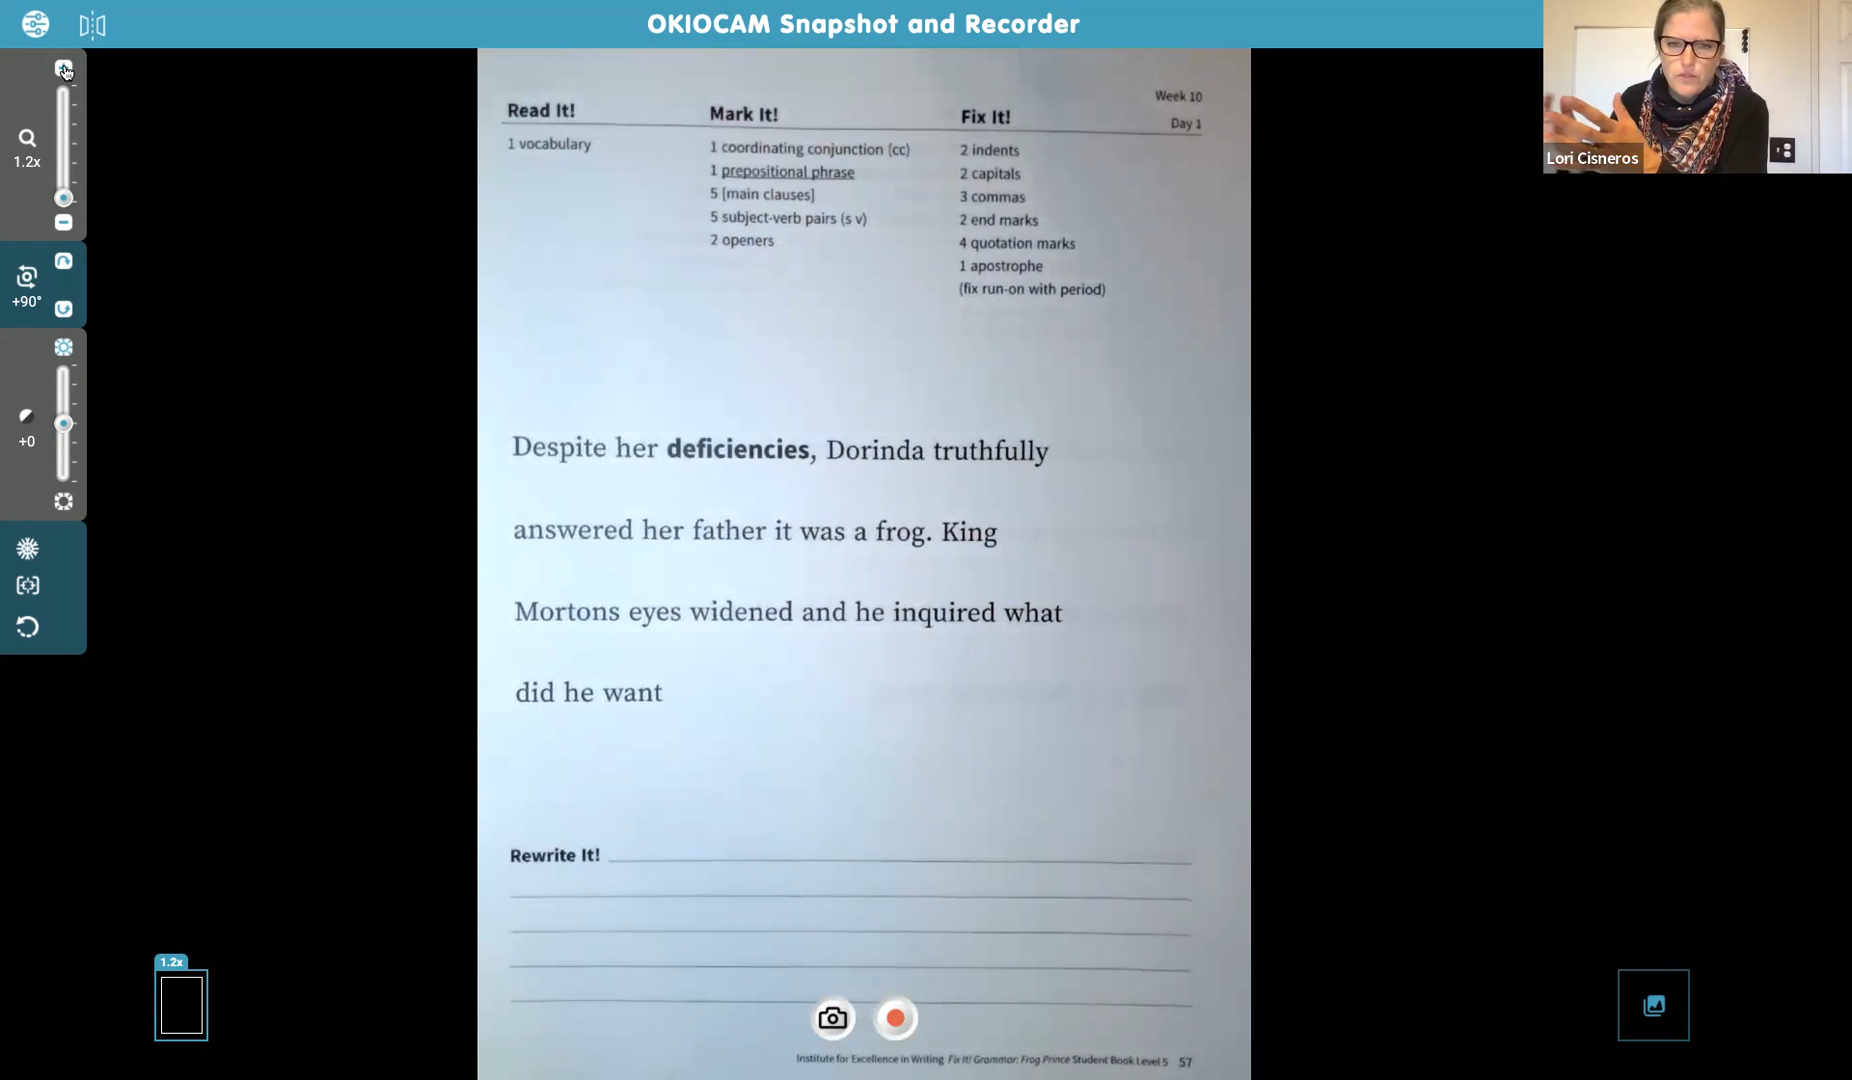 OKIOCAM Snapshot and Recorder
Lori Cisneros
1.2x
+90°
+0
1.2x
Week 10
Day 1
Read It!
1 vocabulary
Mark It!
1 coordinating conjunction (cc)
1 prepositional phrase
5 [main clauses]
5 subject-verb pairs (s v)
2 openers
Fix It!
2 indents
2 capitals
3 commas
2 end marks
4 quotation marks
1 apostrophe
(fix run-on with period)
Despite her deficiencies, Dorinda truthfully
answered her father it was a frog. King
Mortons eyes widened and he inquired what
did he want
Rewrite It!
Institute for Excellence in Writing Fix It! Grammar: Frog Prince Student Book Level 5 57